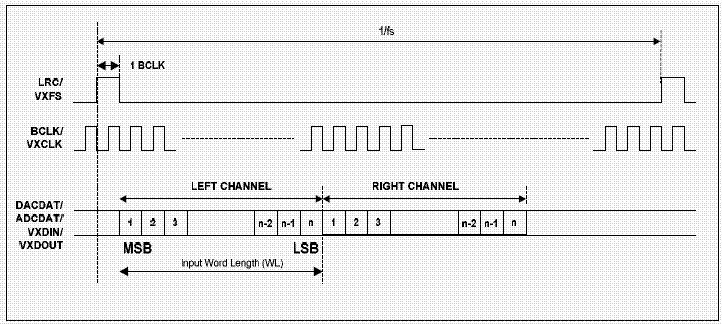 1/fs
1 BCLK
LRC/
VXFS
BCLK/
VXCLK
LEFT CHANNEL RIGHT CHANNEL
DACDAT/
ADCDAT/
VXDIN/
VXDOUT
1 2 3 n-2 n-1 n 1 2 3 n-2 n-1 n
MSB LSB
Input Word Length (WL)